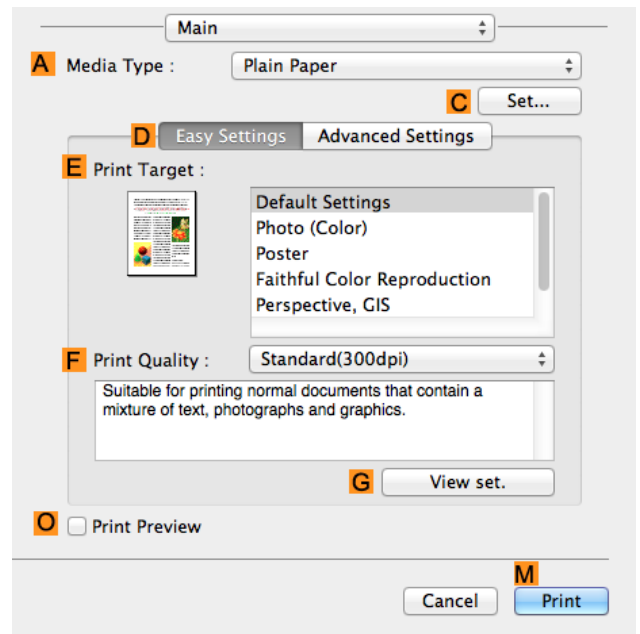 Main
A Media Type : Plain Paper
C Set...
D Easy Settings Advanced Settings
E Print Target :
Default Settings
Photo (Color)
Poster
Faithful Color Reproduction
Perspective, GIS
F Print Quality : Standard(300dpi)
Suitable for printing normal documents that contain a
mixture of text, photographs and graphics.
G View set.
O Print Preview
M
Cancel Print